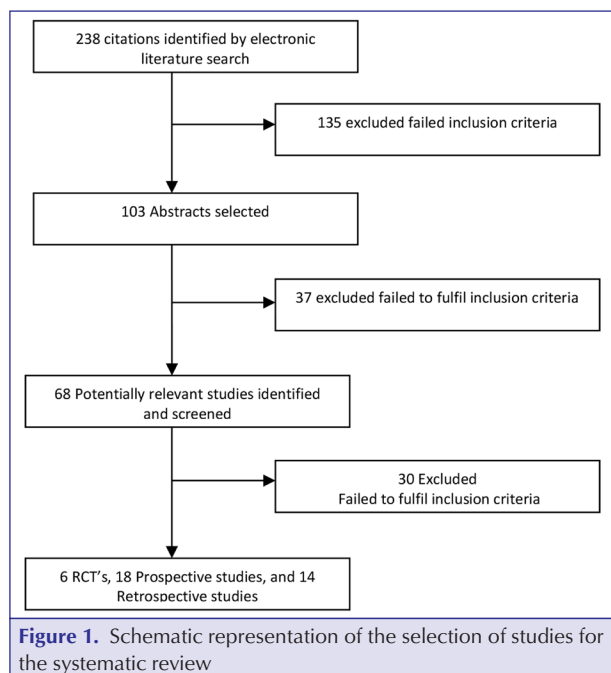 238 citations identified by electronic
literature search
135 excluded failed inclusion criteria
103 Abstracts selected
37 excluded failed to fulfil inclusion criteria
68 Potentially relevant studies identified
and screened
30 Excluded
Failed to fulfil inclusion criteria
6 RCT's, 18 Prospective studies, and 14
Retrospective studies
Figure 1. Schematic representation of the selection of studies for
the systematic review